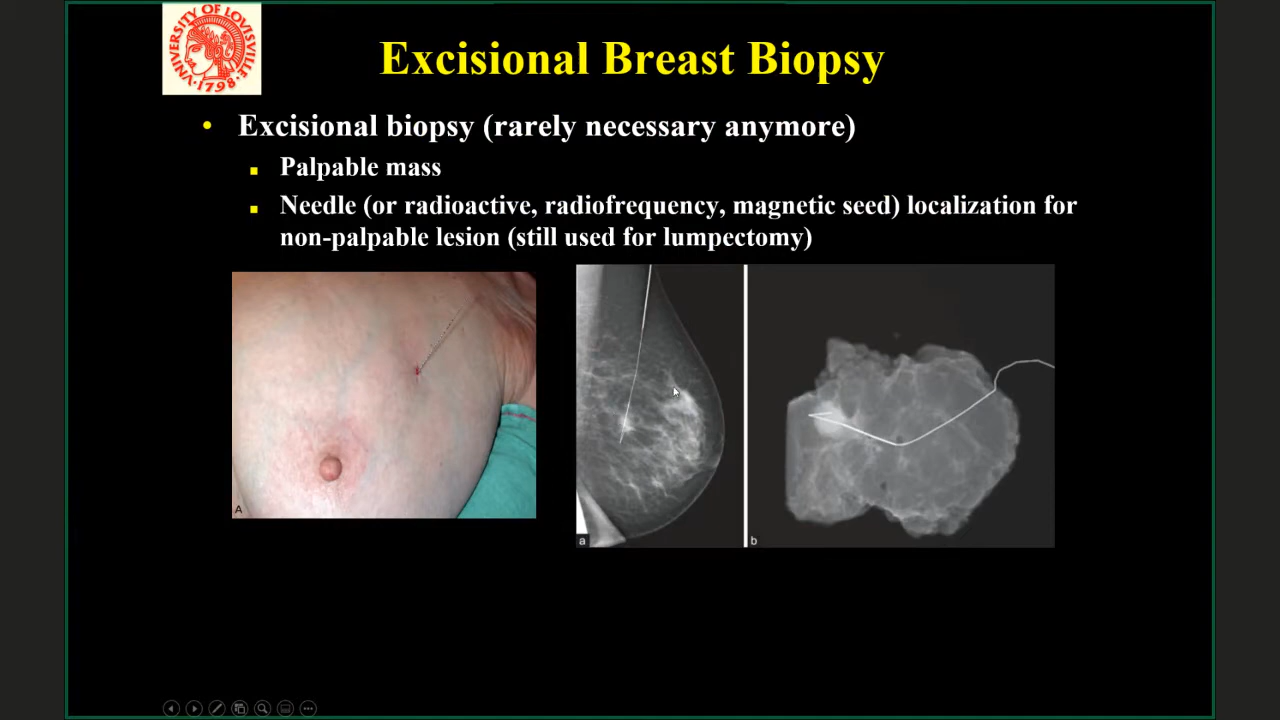 UNIVERSITY OF LOVISVILLE
·1798·
Excisional Breast Biopsy
• Excisional biopsy (rarely necessary anymore)
Palpable mass
Needle (or radioactive, radiofrequency, magnetic seed) localization for
non-palpable lesion (still used for lumpectomy)
A
a
b